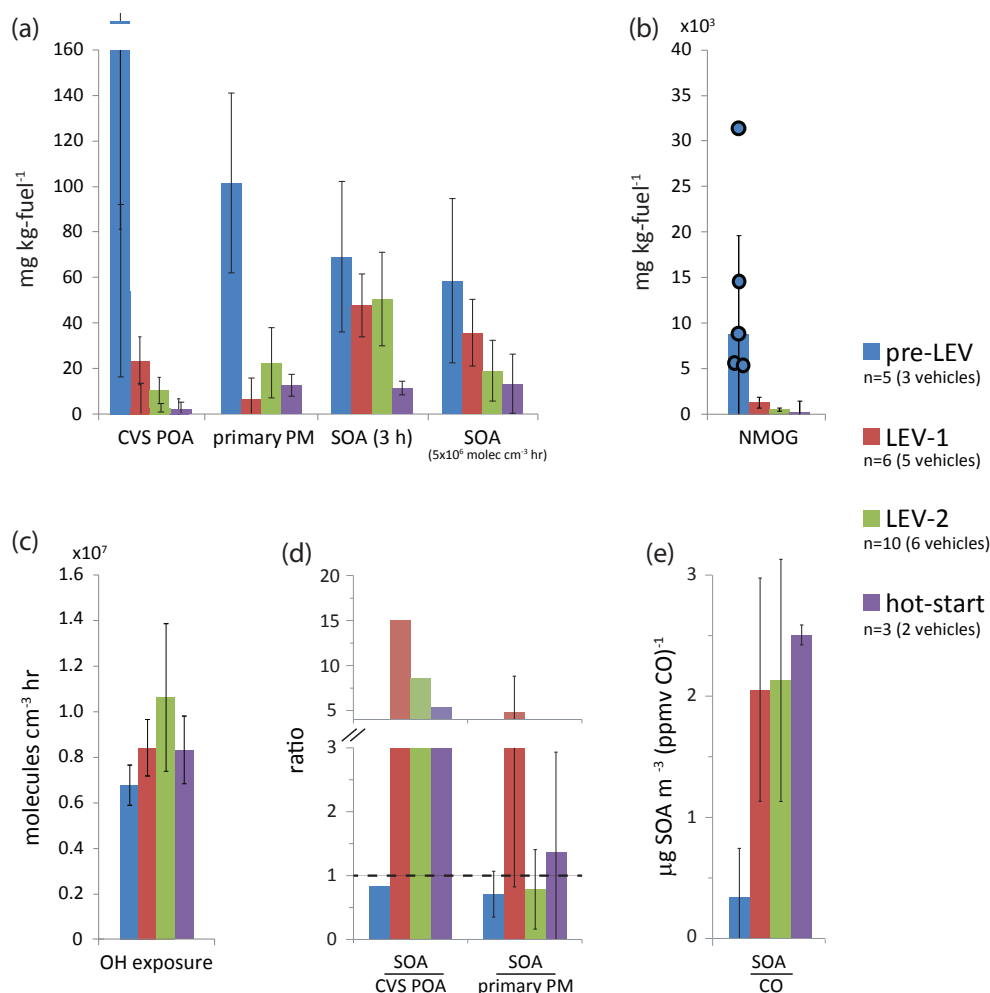 (a)
160
140
120
100
80
60
40
20
0
mg kg-fuel⁻¹
CVS POA primary PM SOA (3 h) SOA
(5x10⁶ molec cm⁻³ hr)
(b)
x10³
40
35
30
25
20
15
10
5
0
mg kg-fuel⁻¹
NMOG
pre-LEV
n=5 (3 vehicles)
LEV-1
n=6 (5 vehicles)
LEV-2
n=10 (6 vehicles)
hot-start
n=3 (2 vehicles)
(c)
x10⁷
1.6
1.4
1.2
1.0
0.8
0.6
0.4
0.2
0
molecules cm⁻³ hr
OH exposure
(d)
20
15
10
5
3
2
1
0
ratio
SOA
CVS POA
SOA
primary PM
(e)
3
2
1
0
μg SOA m⁻³ (ppmv CO)⁻¹
SOA
CO